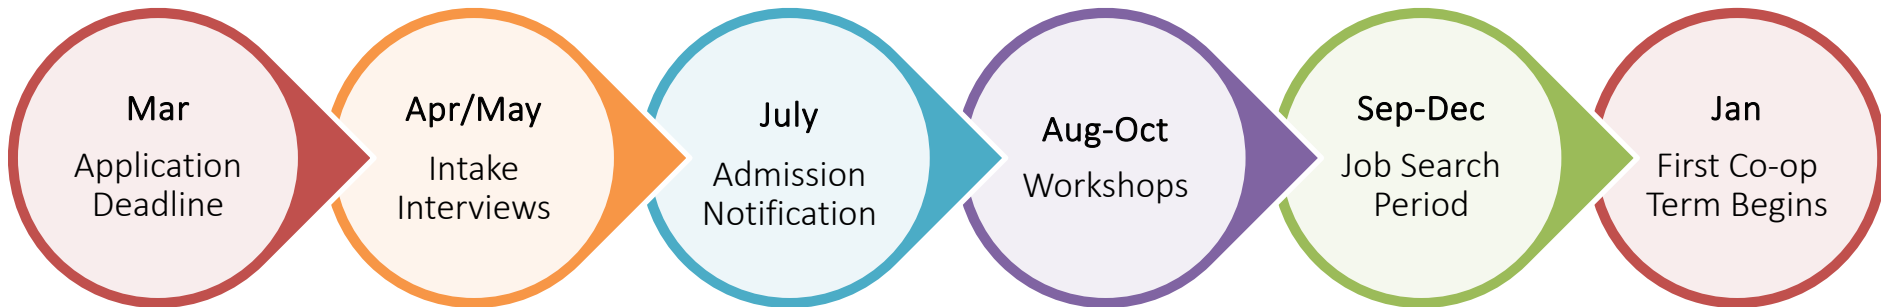 Mar
Application
Deadline
Apr/May
Intake
Interviews
July
Admission
Notification
Aug-Oct
Workshops
Sep-Dec
Job Search
Period
Jan
First Co-op
Term Begins